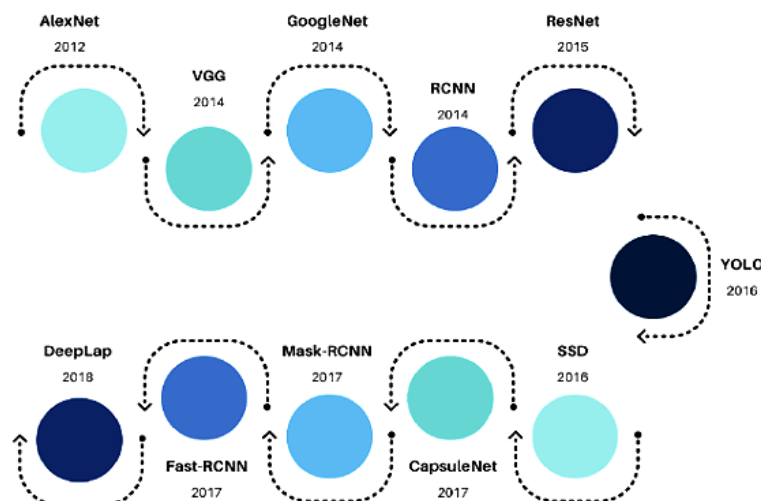 AlexNet
2012
VGG
2014
GoogleNet
2014
RCNN
2014
ResNet
2015
YOLO
2016
SSD
2016
CapsuleNet
2017
Mask-RCNN
2017
Fast-RCNN
2017
DeepLap
2018